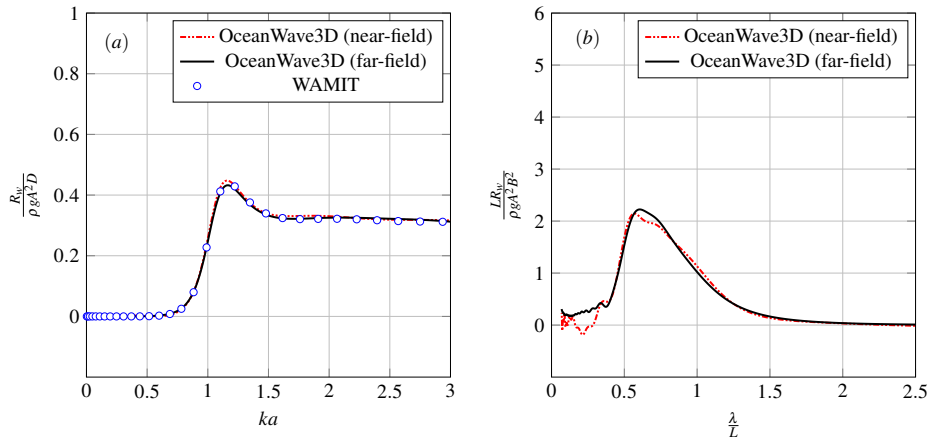 (a)
OceanWave3D (near-field)
OceanWave3D (far-field)
WAMIT
1
0.8
0.6
0.4
0.2
0
R_w / ρgA²D
0 0.5 1 1.5 2 2.5 3
ka
(b)
OceanWave3D (near-field)
OceanWave3D (far-field)
6
5
4
3
2
1
0
LR_w / ρgA²B²
0 0.5 1 1.5 2 2.5
λ / L